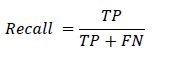 Recall = TP / TP + FN